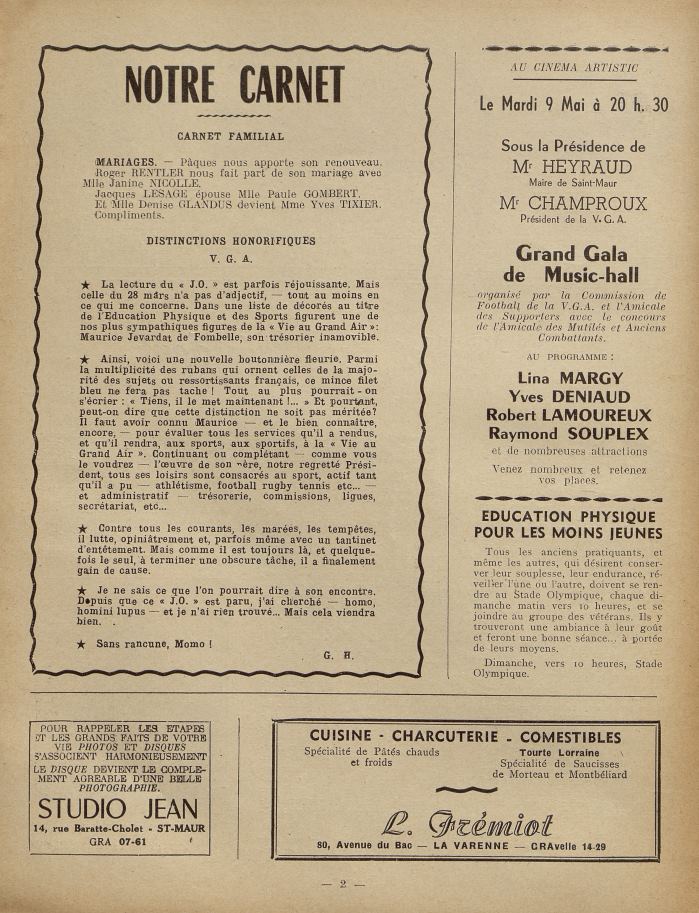 NOTRE CARNET
CARNET FAMILIAL
MARIAGES. — Pâques nous apporte son renouveau.
Roger RENTLER nous fait part de son mariage avec
Mlle Janine NICOLLE.
Jacques LESAGE épouse Mlle Paule GOMBERT.
Et Mlle Denise GLANDUS devient Mme Yves TIXIER.
Compliments.
DISTINCTIONS HONORIFIQUES
V. G. A.
★ La lecture du « J.O. » est parfois réjouissante. Mais
celle du 28 mars n'a pas d'adjectif, — tout au moins en
ce qui me concerne. Dans une liste de décorés au titre
de l'Education Physique et des Sports figurent une de
nos plus sympathiques figures de la « Vie au Grand Air » :
Maurice Jevardat de Fombelle, son trésorier inamovible.
★ Ainsi, voici une nouvelle boutonnière fleurie. Parmi
la multiplicité des rubans qui ornent celles de la majo-
rité des sujets ou ressortissants français, ce mince filet
bleu ne fera pas tache ! Tout au plus pourrait-on
s'écrier : « Tiens, il le met maintenant !... » Et pourtant,
peut-on dire que cette distinction ne soit pas méritée ?
Il faut avoir connu Maurice — et le bien connaître,
encore, — pour évaluer tous les services qu'il a rendus,
et qu'il rendra, aux sports, aux sportifs, à la « Vie au
Grand Air ». Continuant ou complétant — comme vous
le voudrez — l'œuvre de son père, notre regretté Prési-
dent, tous ses loisirs sont consacrés au sport, actif tant
qu'il a pu — athlétisme, football rugby tennis etc... —
et administratif — trésorerie, commissions, ligues,
secrétariat, etc...
★ Contre tous les courants, les marées, les tempêtes,
il lutte, opiniâtrement et, parfois même avec un tantinet
d'entêtement. Mais comme il est toujours là, et quelque-
fois le seul, à terminer une obscure tâche, il a finalement
gain de cause.
★ Je ne sais ce que l'on pourrait dire à son encontre.
Depuis que ce « J.O. » est paru, j'ai cherché — homo,
homini lupus — et je n'ai rien trouvé... Mais cela viendra
bien.
★ Sans rancune, Momo !
G. H.
AU CINEMA ARTISTIC
Le Mardi 9 Mai à 20 h. 30
Sous la Présidence de
Mr HEYRAUD
Maire de Saint-Maur
Mr CHAMPROUX
Président de la V.G.A.
Grand Gala
de Music-hall
organisé par la Commission de
Football de la V.G.A. et l'Amicale
des Supporters avec le concours
de l'Amicale des Mutilés et Anciens
Combattants.
AU PROGRAMME :
Lina MARGY
Yves DENIAUD
Robert LAMOUREUX
Raymond SOUPLEX
et de nombreuses attractions
Venez nombreux et retenez
vos places.
EDUCATION PHYSIQUE
POUR LES MOINS JEUNES
Tous les anciens pratiquants, et
même les autres, qui désirent conser-
ver leur souplesse, leur endurance, ré-
veiller l'une ou l'autre, doivent se ren-
dre au Stade Olympique, chaque di-
manche matin vers 10 heures, et se
joindre au groupe des vétérans. Ils y
trouveront une ambiance à leur goût
et feront une bonne séance... à portée
de leurs moyens.
Dimanche, vers 10 heures, Stade
Olympique.
POUR RAPPELER LES ETAPES
ET LES GRANDS FAITS DE VOTRE
VIE PHOTOS ET DISQUES
S'ASSOCIENT HARMONIEUSEMENT
LE DISQUE DEVIENT LE COMPLE-
MENT AGREABLE D'UNE BELLE
PHOTOGRAPHIE.
STUDIO JEAN
14, rue Baratte-Cholet - ST-MAUR
GRA 07-61
CUISINE - CHARCUTERIE - COMESTIBLES
Spécialité de Pâtés chauds
et froids
Tourte Lorraine
Spécialité de Saucisses
de Morteau et Montbéliard
L. Frémiot
80, Avenue du Bac — LA VARENNE — GRAvelle 14-29
— 2 —